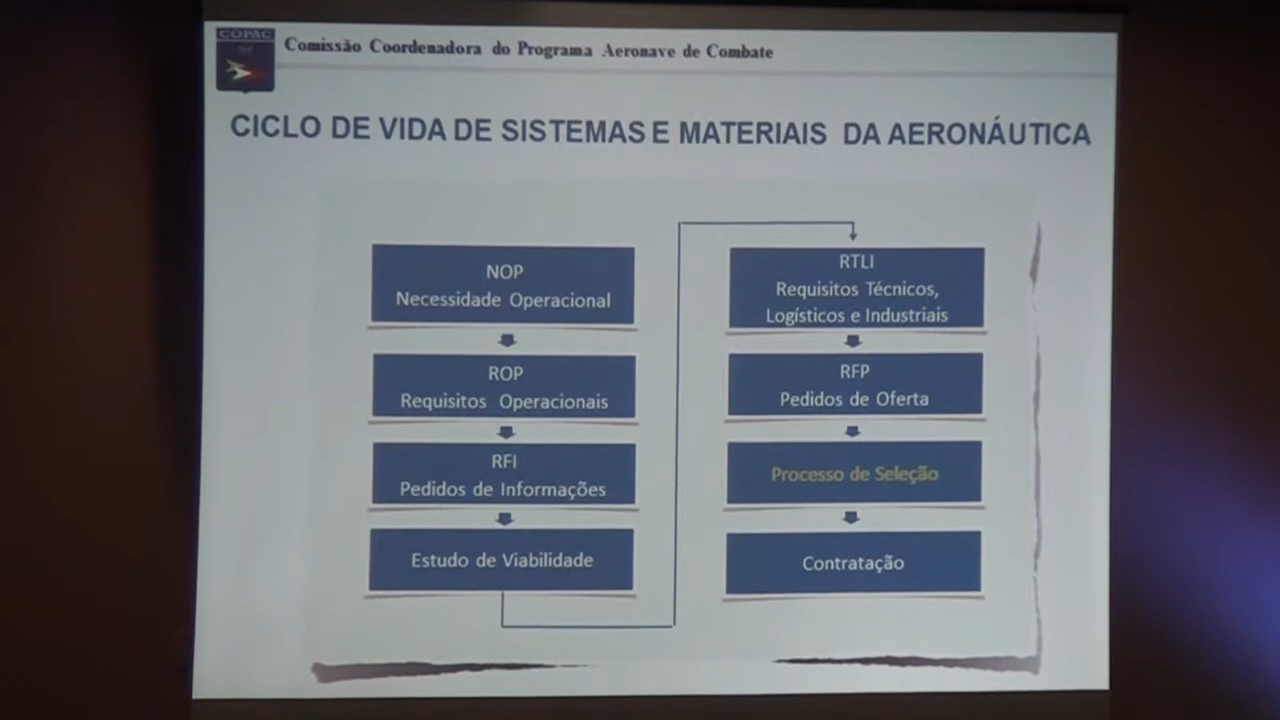 COPAC
Comissão Coordenadora do Programa Aeronave de Combate
CICLO DE VIDA DE SISTEMAS E MATERIAIS DA AERONÁUTICA
NOP
Necessidade Operacional
ROP
Requisitos Operacionais
RFI
Pedidos de Informações
Estudo de Viabilidade
RTLI
Requisitos Técnicos,
Logísticos e Industriais
RFP
Pedidos de Oferta
Processo de Seleção
Contratação